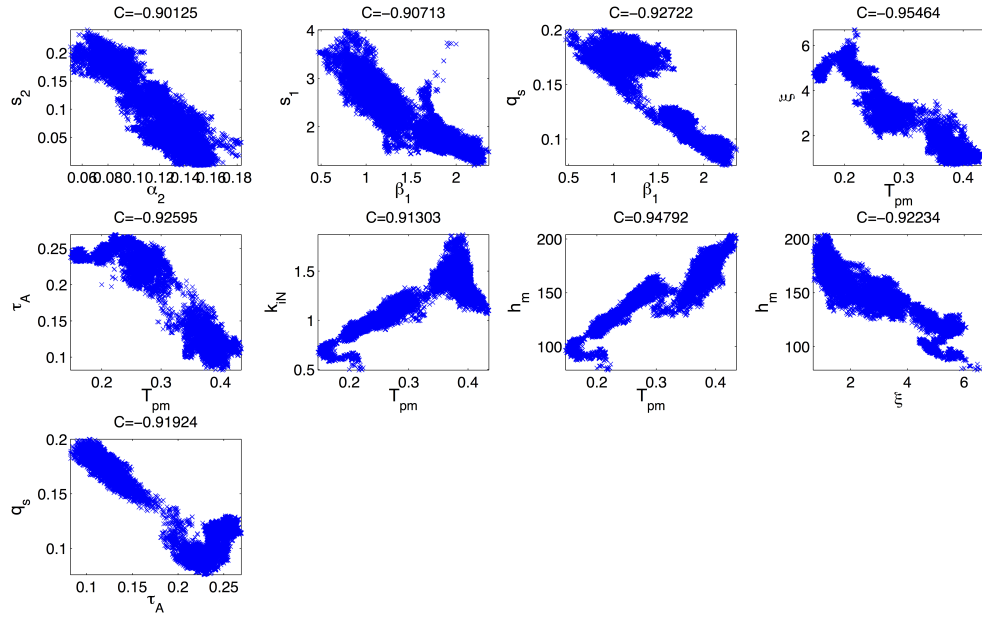 C=−0.90125
C=−0.90713
C=−0.92722
C=−0.95464
s2
0.2
0.15
0.1
0.05
0.06 0.08 0.1 0.12 0.14 0.16 0.18
α2
s1
4
3
2
0.5 1 1.5 2
β1
qs
0.2
0.15
0.1
0.5 1 1.5 2
β1
ξ
6
4
2
0.2 0.3 0.4
Tpm
C=−0.92595
C=0.91303
C=0.94792
C=−0.92234
τA
0.25
0.2
0.15
0.1
0.2 0.3 0.4
Tpm
kIN
1.5
1
0.5
0.2 0.3 0.4
Tpm
hm
200
150
100
0.2 0.3 0.4
Tpm
hm
200
150
100
2 4 6
ξ
C=−0.91924
qs
0.2
0.15
0.1
0.1 0.15 0.2 0.25
τA